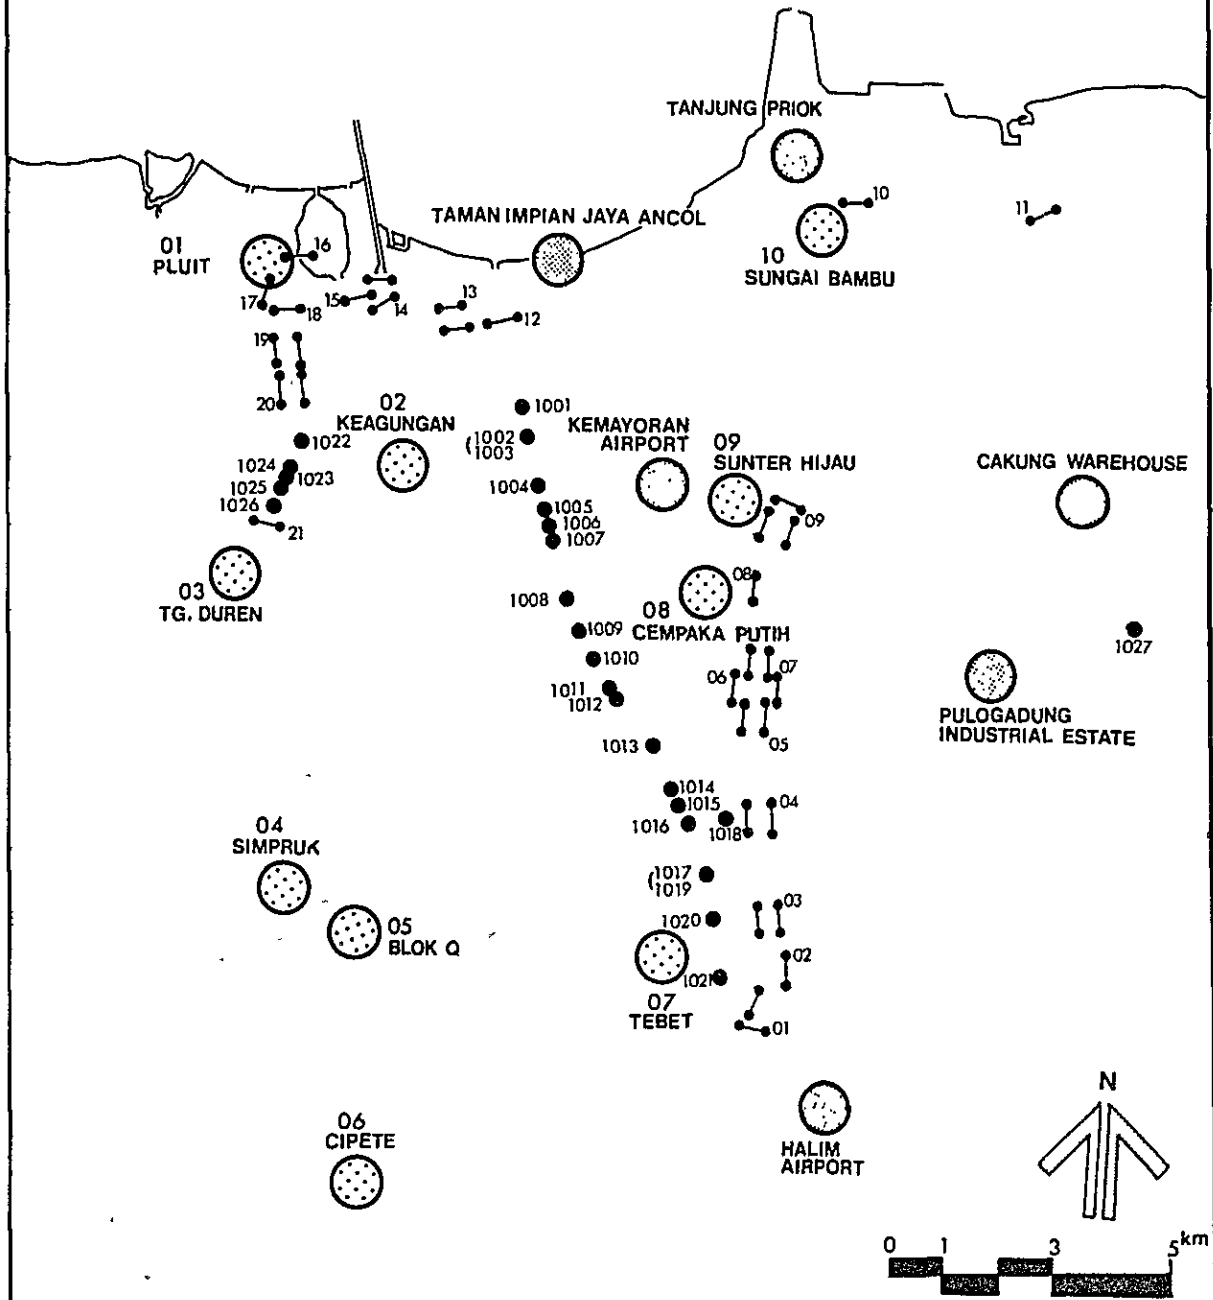 TANJUNG PRIOK
10
11
TAMAN IMPIAN JAYA ANCOL
01
PLUIT
16
10
SUNGAI BAMBU
17
18
15
14
13
12
19
20
02
KEAGUNGAN
1001
(1002
1003
KEMAYORAN
AIRPORT
09
SUNTER HIJAU
CAKUNG WAREHOUSE
1022
1024
1023
1025
1026
21
1004
1005
1006
1007
09
03
TG. DUREN
08
1008
08
CEMPAKA PUTIH
1009
1010
1027
1011
1012
06
07
PULOGADUNG
INDUSTRIAL ESTATE
1013
05
1014
1015
1016
1018
04
04
SIMPRUK
(1017
1019
03
1020
05
BLOK Q
02
1021
07
TEBET
01
N
06
CIPETE
HALIM
AIRPORT
0 1 3 5 km